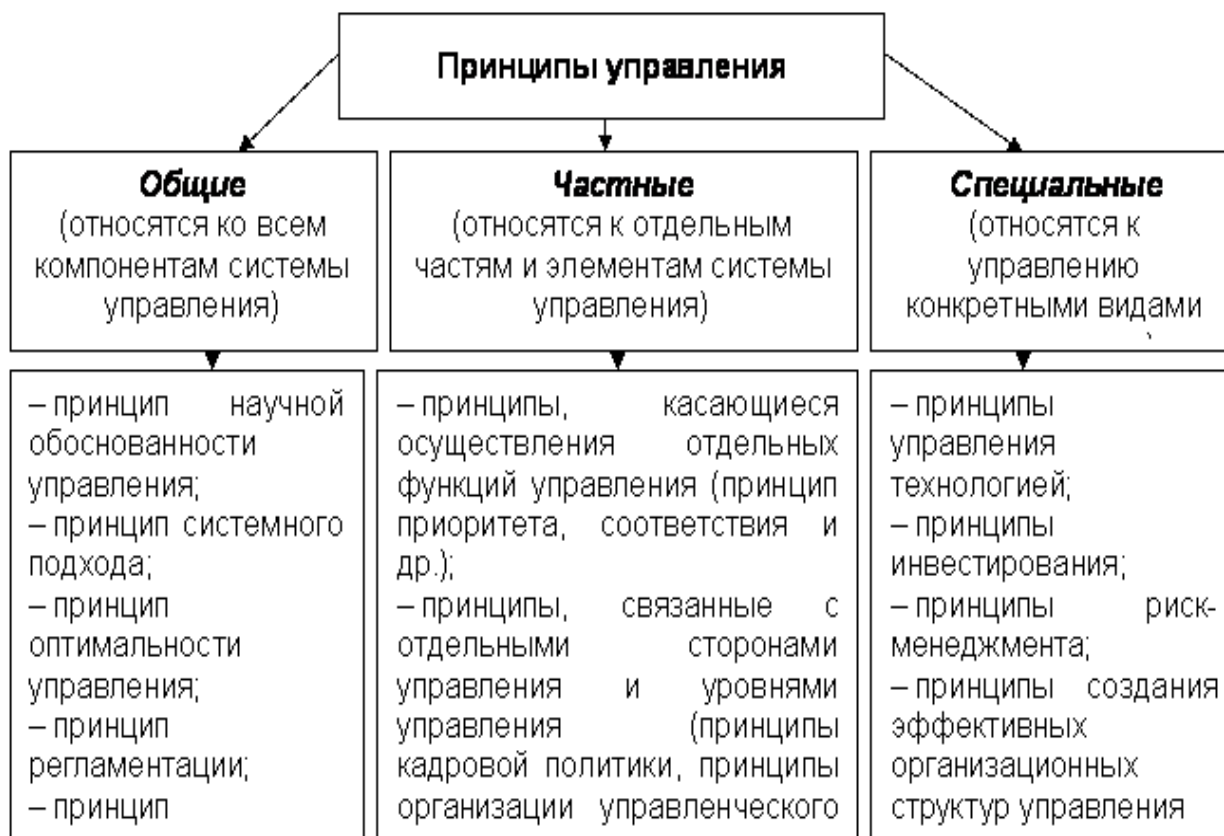 Принципы управления
Общие
(относятся ко всем
компонентам системы
управления)
Частные
(относятся к отдельным
частям и элементам системы
управления)
Специальные
(относятся к
управлению
конкретными видами
– принцип научной
обоснованности
управления;
– принцип системного
подхода;
– принцип
оптимальности
управления;
– принцип
регламентации;
– принцип
– принципы, касающиеся
осуществления отдельных
функций управления (принцип
приоритета, соответствия и
др.);
– принципы, связанные с
отдельными сторонами
управления и уровнями
управления (принципы
кадровой политики, принципы
организации управленческого
– принципы
управления
технологией;
– принципы
инвестирования;
– принципы риск-
менеджмента;
– принципы создания
эффективных
организационных
структур управления